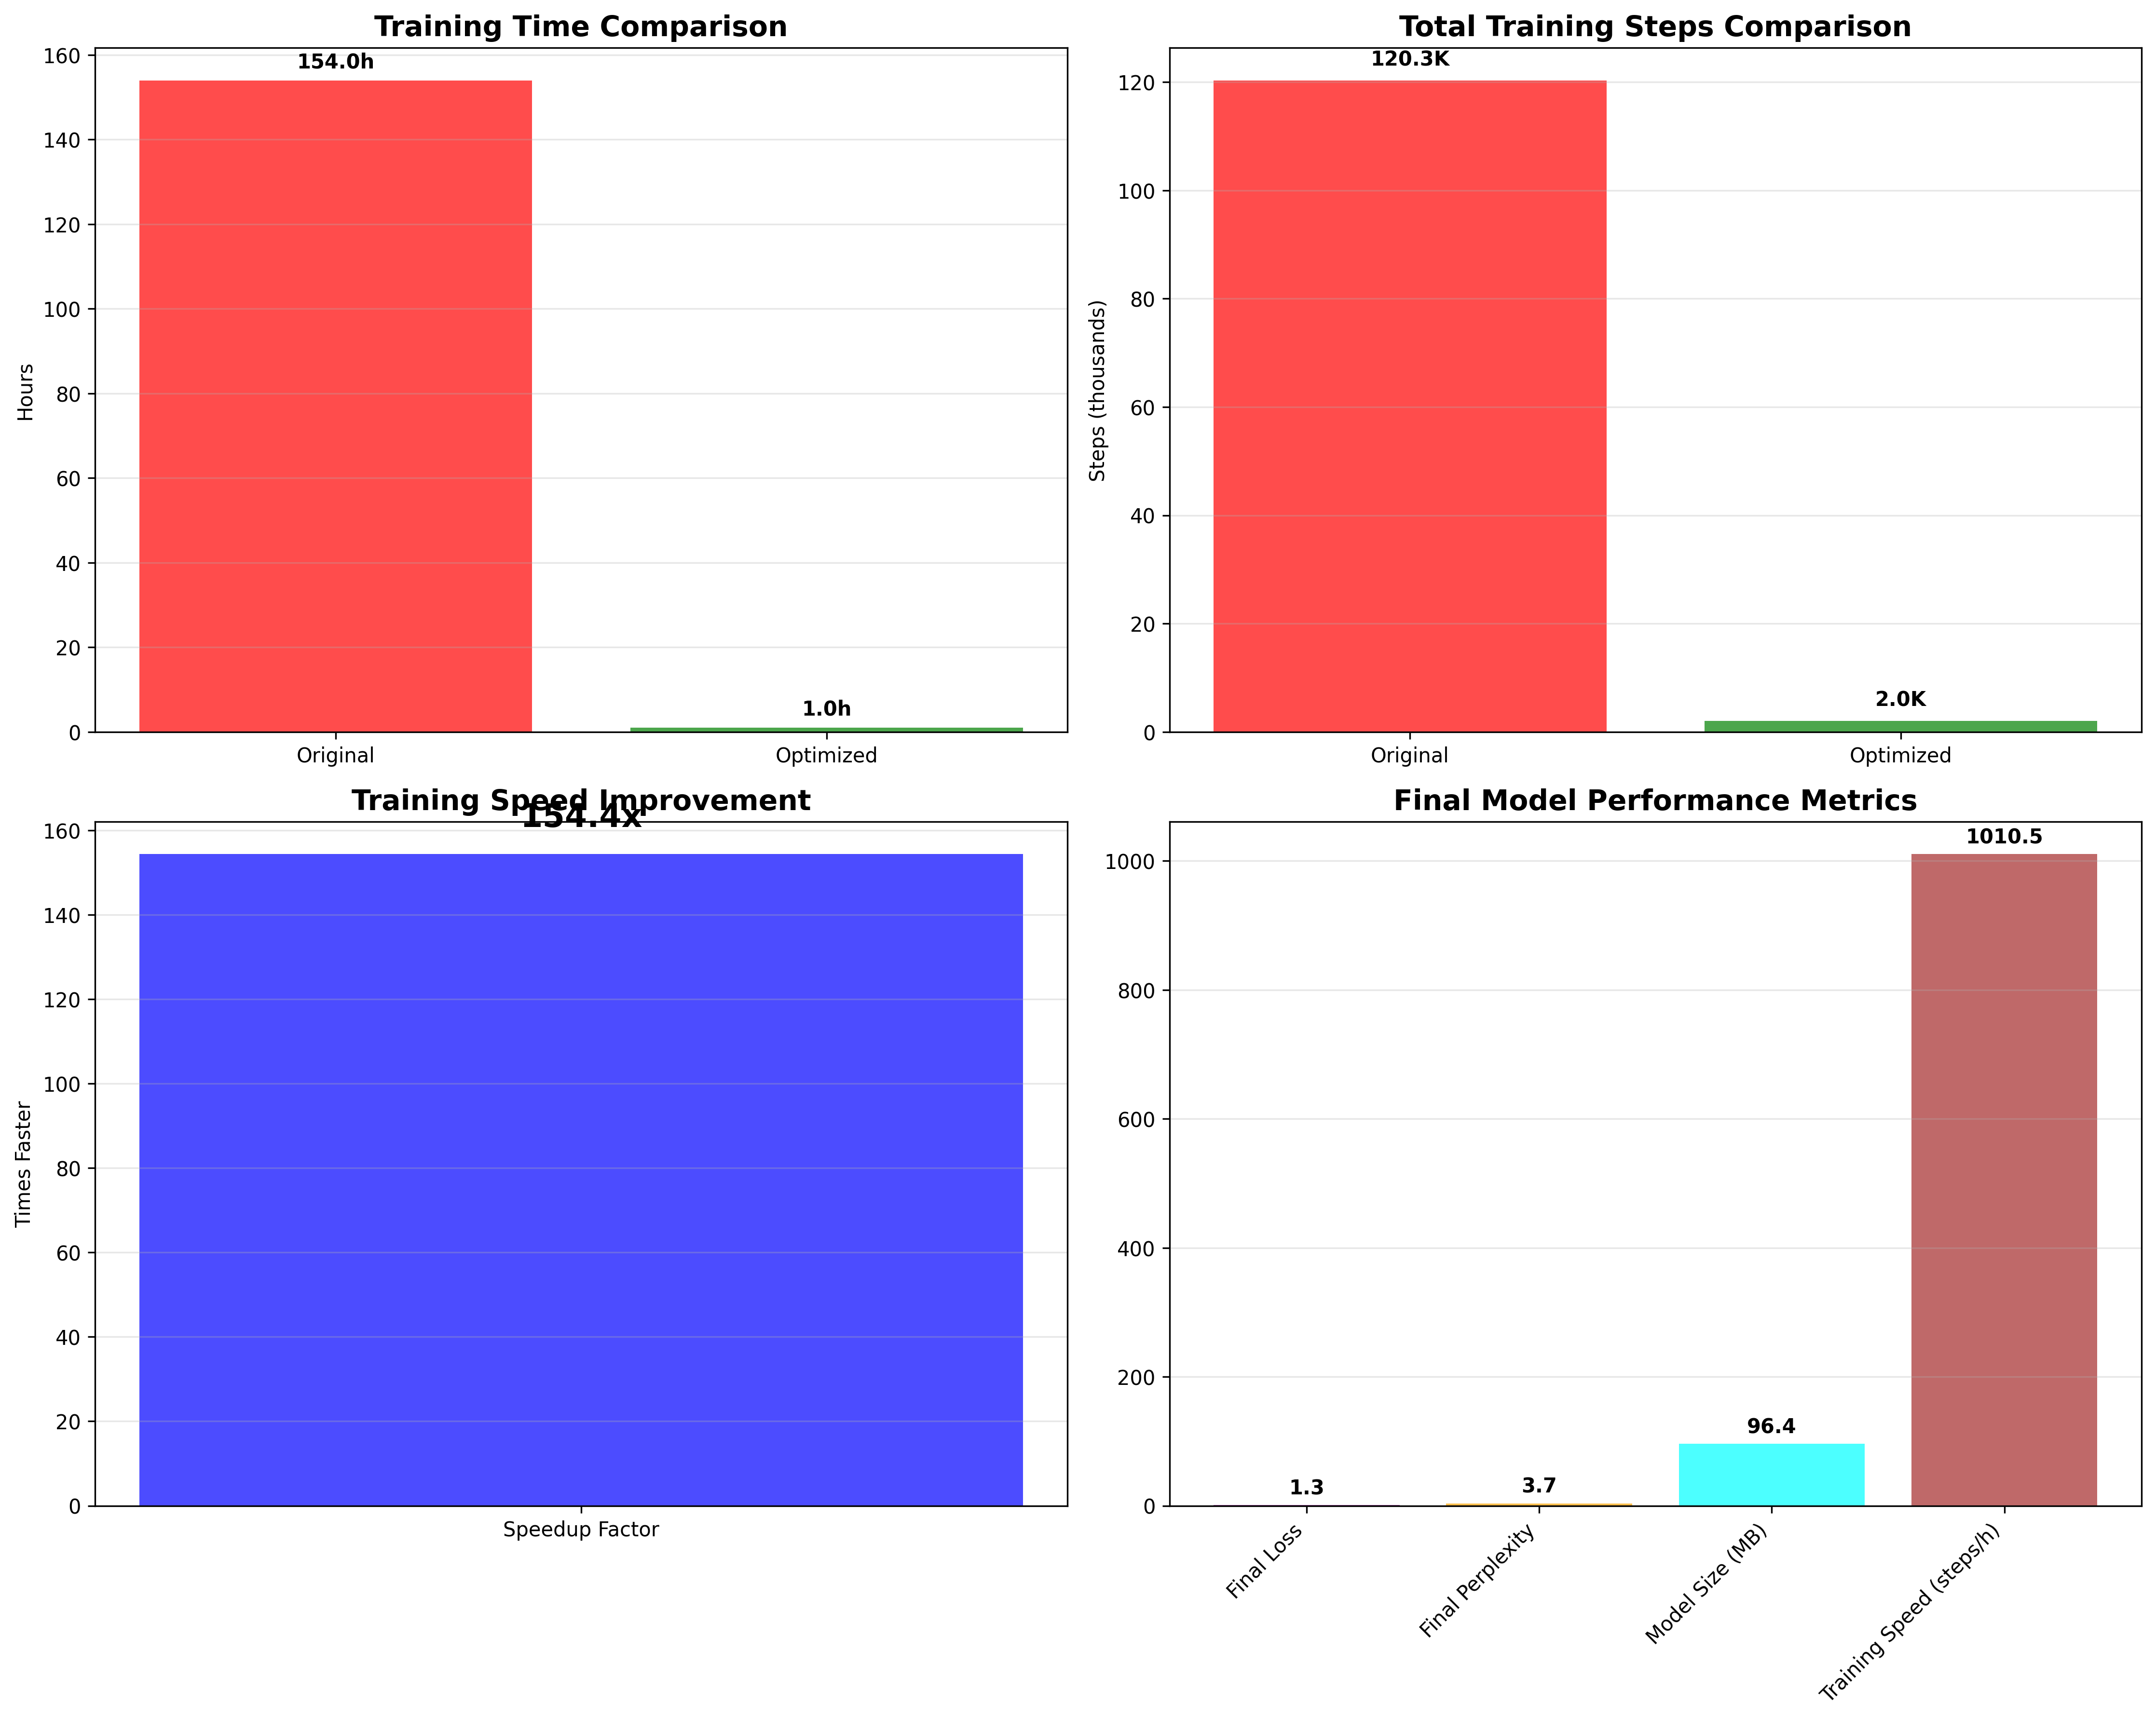 Training Time Comparison
160
140
120
100
80
60
40
20
0
Hours
154.0h
1.0h
Original
Optimized
Total Training Steps Comparison
120
100
80
60
40
20
0
Steps (thousands)
120.3K
2.0K
Original
Optimized
Training Speed Improvement
154.4x
160
140
120
100
80
60
40
20
0
Times Faster
Speedup Factor
Final Model Performance Metrics
1000
800
600
400
200
0
1.3
3.7
96.4
1010.5
Final Loss
Final Perplexity
Model Size (MB)
Training Speed (steps/h)